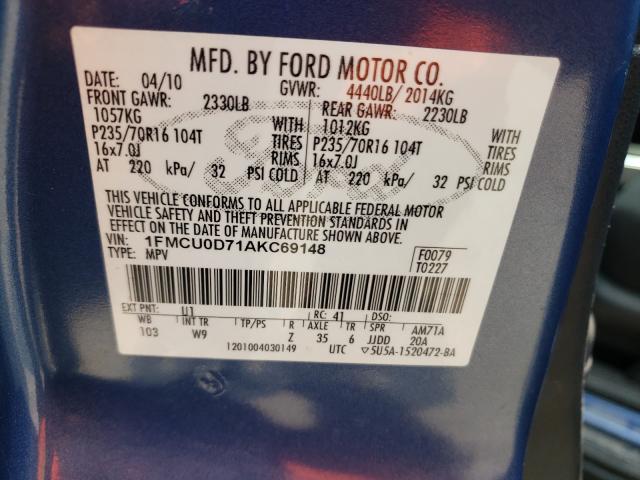 MFD. BY FORD MOTOR CO.
DATE: 04/10 GVWR: 4440LB/ 2014KG
FRONT GAWR: 2330LB REAR GAWR: 2230LB
1057KG 1012KG
P235/70R16 104T TIRES P235/70R16 104T TIRES
16x7.0J RIMS 16x7.0J RIMS
AT 220 kPa/ 32 PSI COLD AT 220 kPa/ 32 PSI COLD
THIS VEHICLE CONFORMS TO ALL APPLICABLE FEDERAL MOTOR
VEHICLE SAFETY AND THEFT PREVENTION STANDARDS IN
EFFECT ON THE DATE OF MANUFACTURE SHOWN ABOVE.
VIN: 1FMCU0D71AKC69148 F0079
TYPE: MPV T0227
EXT PNT: U1 RC: 41 DSO:
WB INT TR TP/PS R AXLE TR SPR AM71A
103 W9 Z 35 6 JJDD 20A
1201004030149 UTC ▽5U5A-1520472-BA
Ford